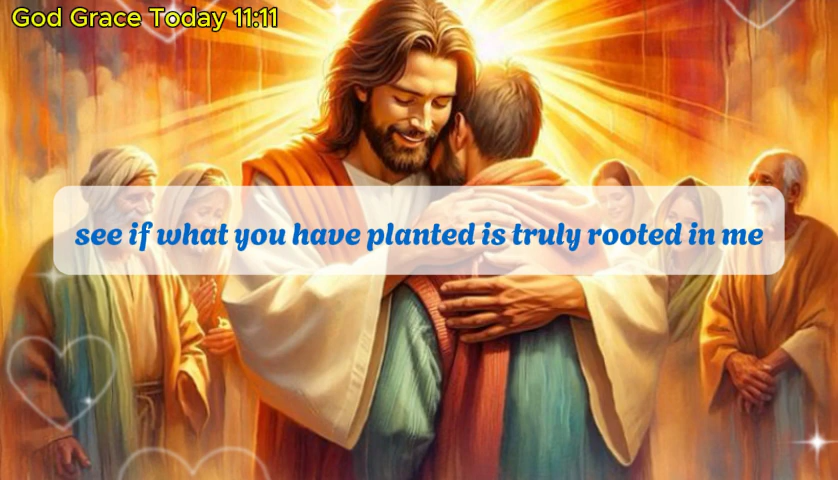 God Grace Today 11:11
see if what you have planted is truly rooted in me